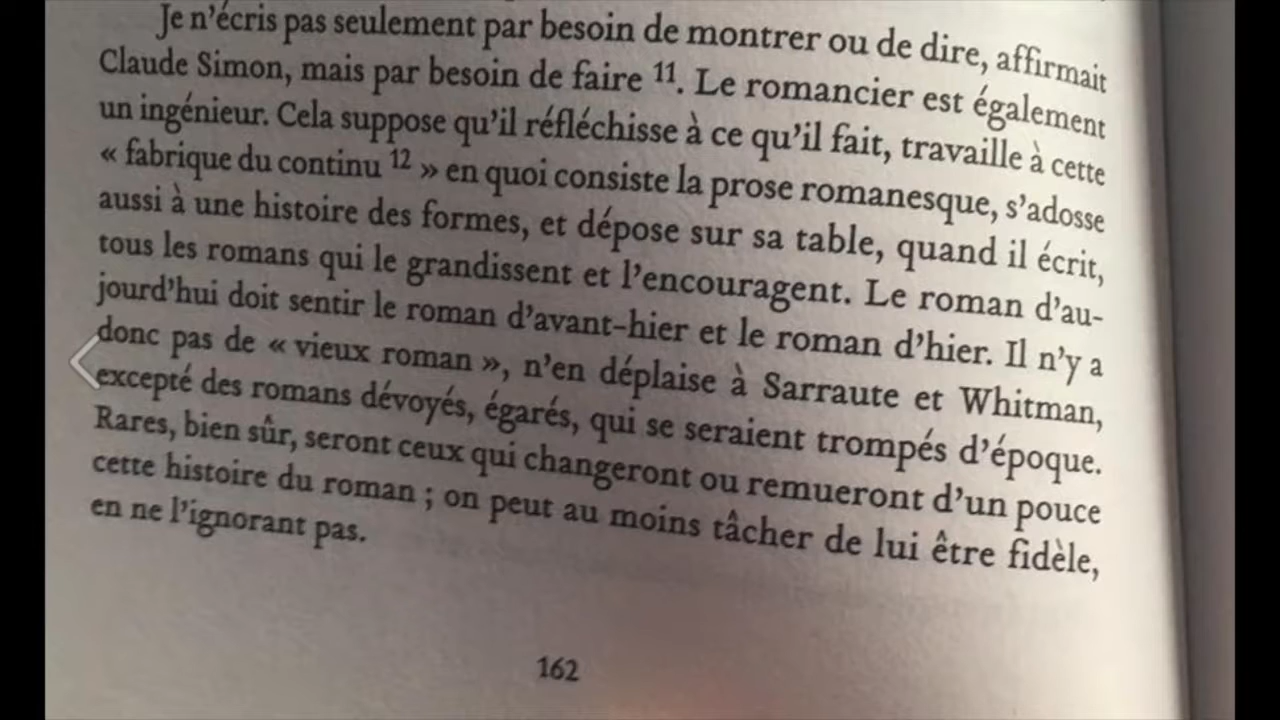 Je n'écris pas seulement par besoin de montrer ou de dire, affirmait
Claude Simon, mais par besoin de faire 11. Le romancier est également
un ingénieur. Cela suppose qu'il réfléchisse à ce qu'il fait, travaille à cette
« fabrique du continu 12 » en quoi consiste la prose romanesque, s'adosse
aussi à une histoire des formes, et dépose sur sa table, quand il écrit,
tous les romans qui le grandissent et l'encouragent. Le roman d'au-
jourd'hui doit sentir le roman d'avant-hier et le roman d'hier. Il n'y a
donc pas de « vieux roman », n'en déplaise à Sarraute et Whitman,
excepté des romans dévoyés, égarés, qui se seraient trompés d'époque.
Rares, bien sûr, seront ceux qui changeront ou remueront d'un pouce
cette histoire du roman ; on peut au moins tâcher de lui être fidèle,
en ne l'ignorant pas.
162